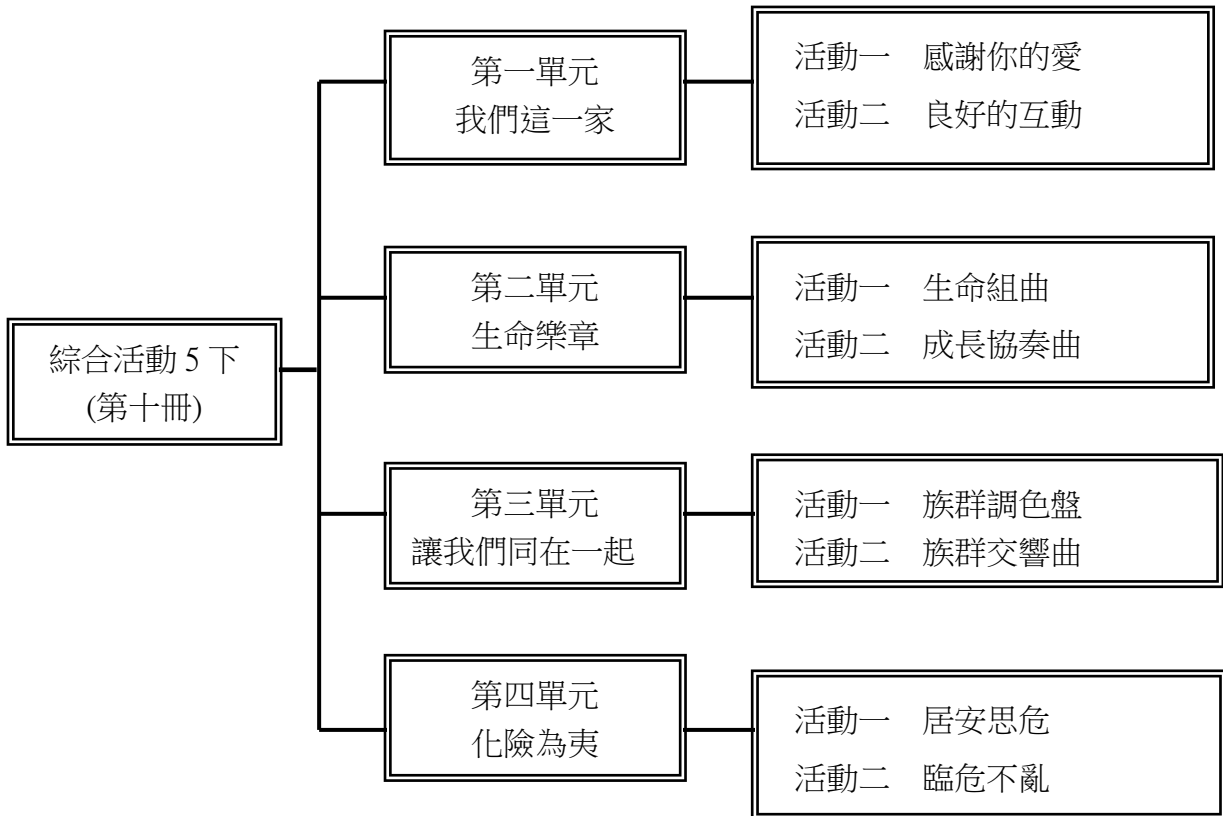 綜合活動 5 下
(第十冊)
第一單元
我們這一家
活動一　感謝你的愛
活動二　良好的互動
第二單元
生命樂章
活動一　生命組曲
活動二　成長協奏曲
第三單元
讓我們同在一起
活動一　族群調色盤
活動二　族群交響曲
第四單元
化險為夷
活動一　居安思危
活動二　臨危不亂